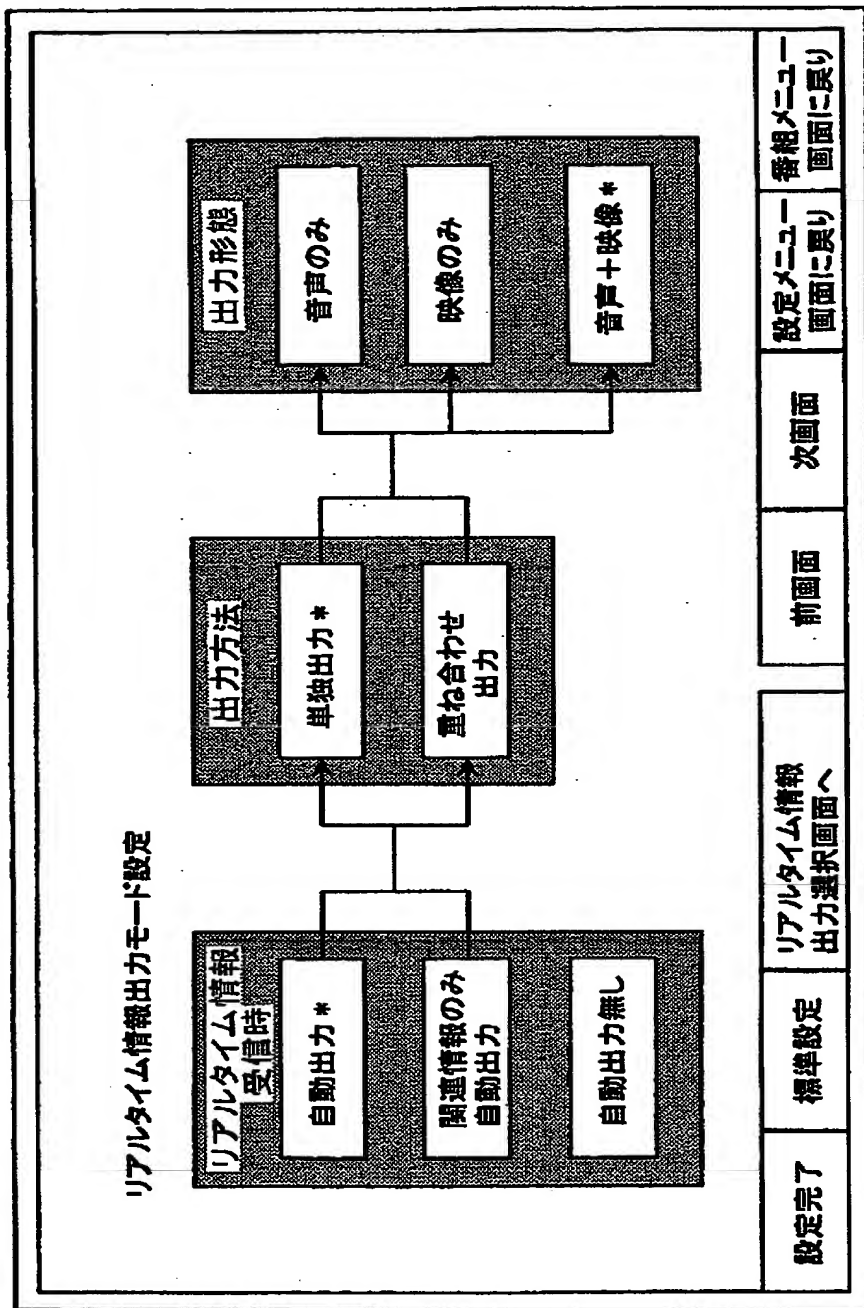 リアルタイム情報出力モード設定
リアルタイム情報
受信時
自動出力*
関連情報のみ
自動出力
自動出力無し
出力方法
単独出力*
重ね合わせ
出力
出力形態
音声のみ
映像のみ
音声+映像*
設定完了
標準設定
リアルタイム情報
出力選択画面へ
前画面
次画面
設定メニュー
画面に戻り
番組メニュー
画面に戻り